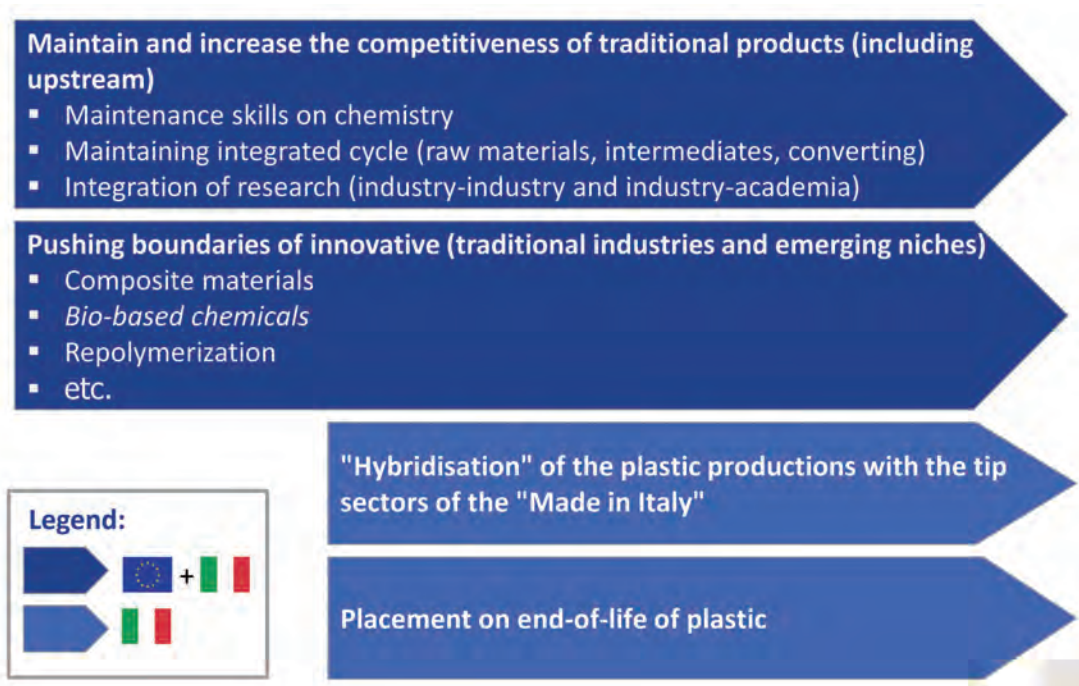 Maintain and increase the competitiveness of traditional products (including
upstream)
▪ Maintenance skills on chemistry
▪ Maintaining integrated cycle (raw materials, intermediates, converting)
▪ Integration of research (industry-industry and industry-academia)
Pushing boundaries of innovative (traditional industries and emerging niches)
▪ Composite materials
▪ Bio-based chemicals
▪ Repolymerization
▪ etc.
"Hybridisation" of the plastic productions with the tip
sectors of the "Made in Italy"
Placement on end-of-life of plastic
Legend:
+